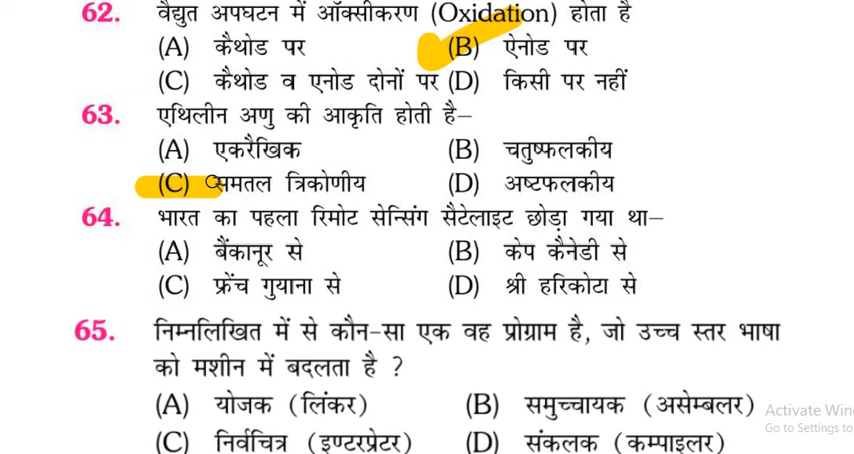 62. वैद्युत अपघटन में ऑक्सीकरण (Oxidation) होता है
(A) कैथोड पर (B) ऐनोड पर
(C) कैथोड व एनोड दोनों पर (D) किसी पर नहीं
63. एथिलीन अणु की आकृति होती है–
(A) एकरैखिक (B) चतुष्फलकीय
(C) समतल त्रिकोणीय (D) अष्टफलकीय
64. भारत का पहला रिमोट सेन्सिंग सैटेलाइट छोड़ा गया था–
(A) बैंकानूर से (B) केप कैनेडी से
(C) फ्रेंच गुयाना से (D) श्री हरिकोटा से
65. निम्नलिखित में से कौन-सा एक वह प्रोग्राम है, जो उच्च स्तर भाषा
को मशीन में बदलता है ?
(A) योजक (लिंकर) (B) समुच्चायक (असेम्बलर)
(C) निर्वचित्र (इण्टरप्रेटर) (D) संकलक (कम्पाइलर)
Activate Win
Go to Settings to